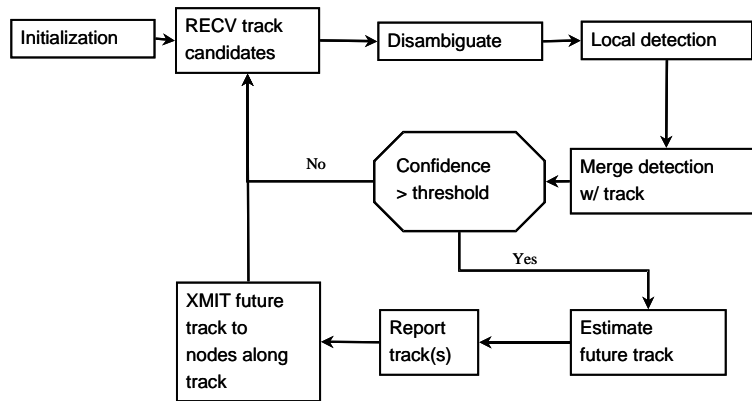 Initialization
RECV track
candidates
Disambiguate
Local detection
Merge detection
w/ track
Confidence
> threshold
No
Yes
Estimate
future track
Report
track(s)
XMIT future
track to
nodes along
track